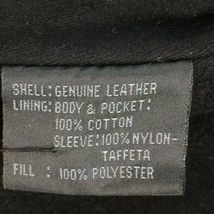 SHELL: GENUINE LEATHER
LINING: BODY & POCKET:
100% COTTON
SLEEVE: 100% NYLON-
TAFFETA
FILL : 100% POLYESTER